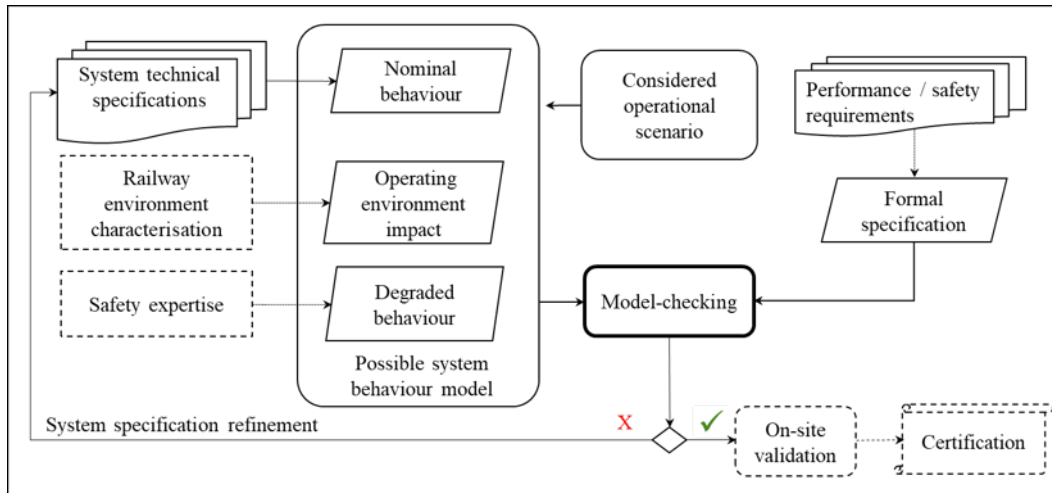 System technical
specifications
Nominal
behaviour
Considered
operational
scenario
Performance / safety
requirements
Railway
environment
characterisation
Operating
environment
impact
Formal
specification
Safety expertise
Degraded
behaviour
Model-checking
Possible system
behaviour model
System specification refinement
X
✓
On-site
validation
Certification